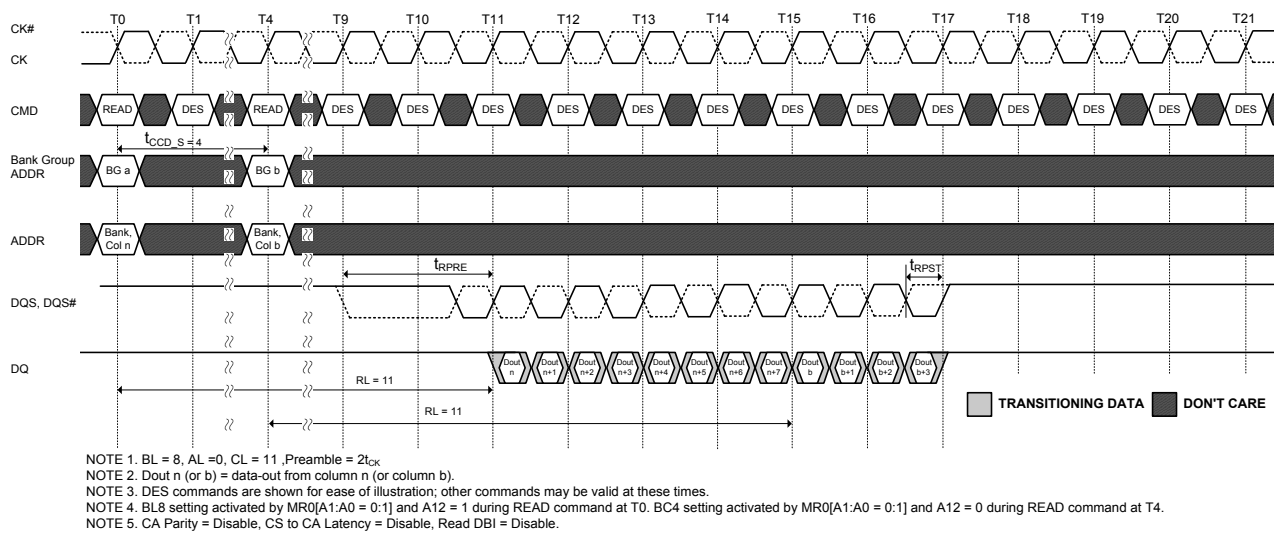 T0 T1 T4 T9 T10 T11 T12 T13 T14 T15 T16 T17 T18 T19 T20 T21
CK#
CK
CMD READ DES READ DES DES DES DES DES DES DES DES DES DES DES DES DES
tCCD_S = 4
Bank Group
ADDR BG a BG b
ADDR
Bank,
Col n
Bank,
Col b
tRPRE tRPST
DQS, DQS#
DQ
Dout
n
Dout
n+1
Dout
n+2
Dout
n+3
Dout
n+4
Dout
n+5
Dout
n+6
Dout
n+7
Dout
b
Dout
b+1
Dout
b+2
Dout
b+3
RL = 11
RL = 11
TRANSITIONING DATA DON'T CARE
NOTE 1. BL = 8, AL =0, CL = 11 ,Preamble = 2tCK
NOTE 2. Dout n (or b) = data-out from column n (or column b).
NOTE 3. DES commands are shown for ease of illustration; other commands may be valid at these times.
NOTE 4. BL8 setting activated by MR0[A1:A0 = 0:1] and A12 = 1 during READ command at T0. BC4 setting activated by MR0[A1:A0 = 0:1] and A12 = 0 during READ command at T4.
NOTE 5. CA Parity = Disable, CS to CA Latency = Disable, Read DBI = Disable.